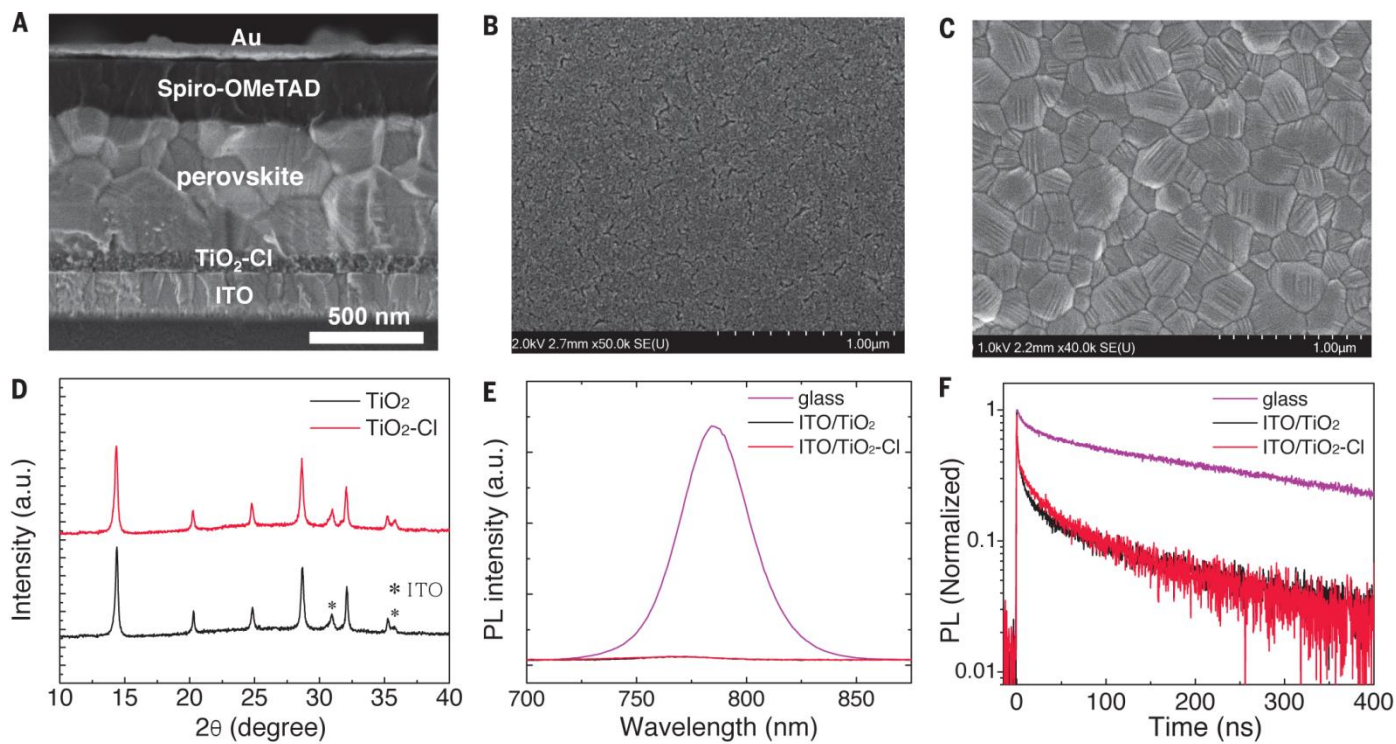 A
Au
Spiro-OMeTAD
perovskite
TiO₂-Cl
ITO
500 nm
B
2.0kV 2.7mm x50.0k SE(U) 1.00μm
C
1.0kV 2.2mm x40.0k SE(U) 1.00μm
D
TiO₂
TiO₂-Cl
* ITO
*
*
Intensity (a.u.)
10 15 20 25 30 35 40
2θ (degree)
E
glass
ITO/TiO₂
ITO/TiO₂-Cl
PL intensity (a.u.)
700 750 800 850
Wavelength (nm)
F
glass
ITO/TiO₂
ITO/TiO₂-Cl
PL (Normalized)
1
0.1
0.01
0 100 200 300 400
Time (ns)